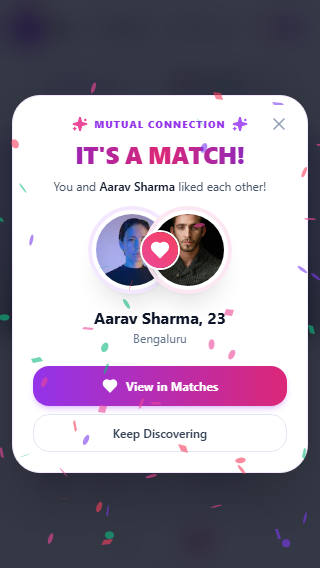 MUTUAL CONNECTION
IT'S A MATCH!
You and Aarav Sharma liked each other!
Aarav Sharma, 23
Bengaluru
View in Matches
Keep Discovering